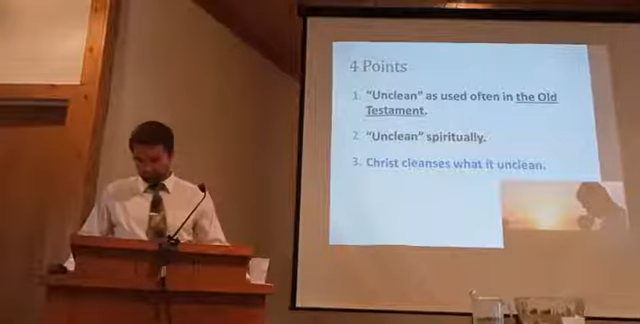 4 Points
1. "Unclean" as used often in the Old
Testament.
2. "Unclean" spiritually.
3. Christ cleanses what it unclean.